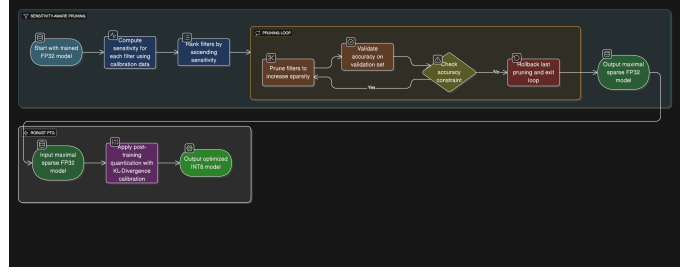 SENSITIVITY-AWARE PRUNING
Start with trained
FP32 model
Compute
sensitivity for
each filter using
calibration data
Rank filters by
ascending
sensitivity
PRUNING LOOP
Prune filters to
increase sparsity
Validate
accuracy on
validation set
Check
accuracy
constraint
Yes
No
Rollback last
pruning and exit
loop
Output maximal
sparse FP32
model
ROBUST PTQ
Input maximal
sparse FP32
model
Apply post-
training
quantization with
KL-Divergence
calibration
Output optimized
INT8 model